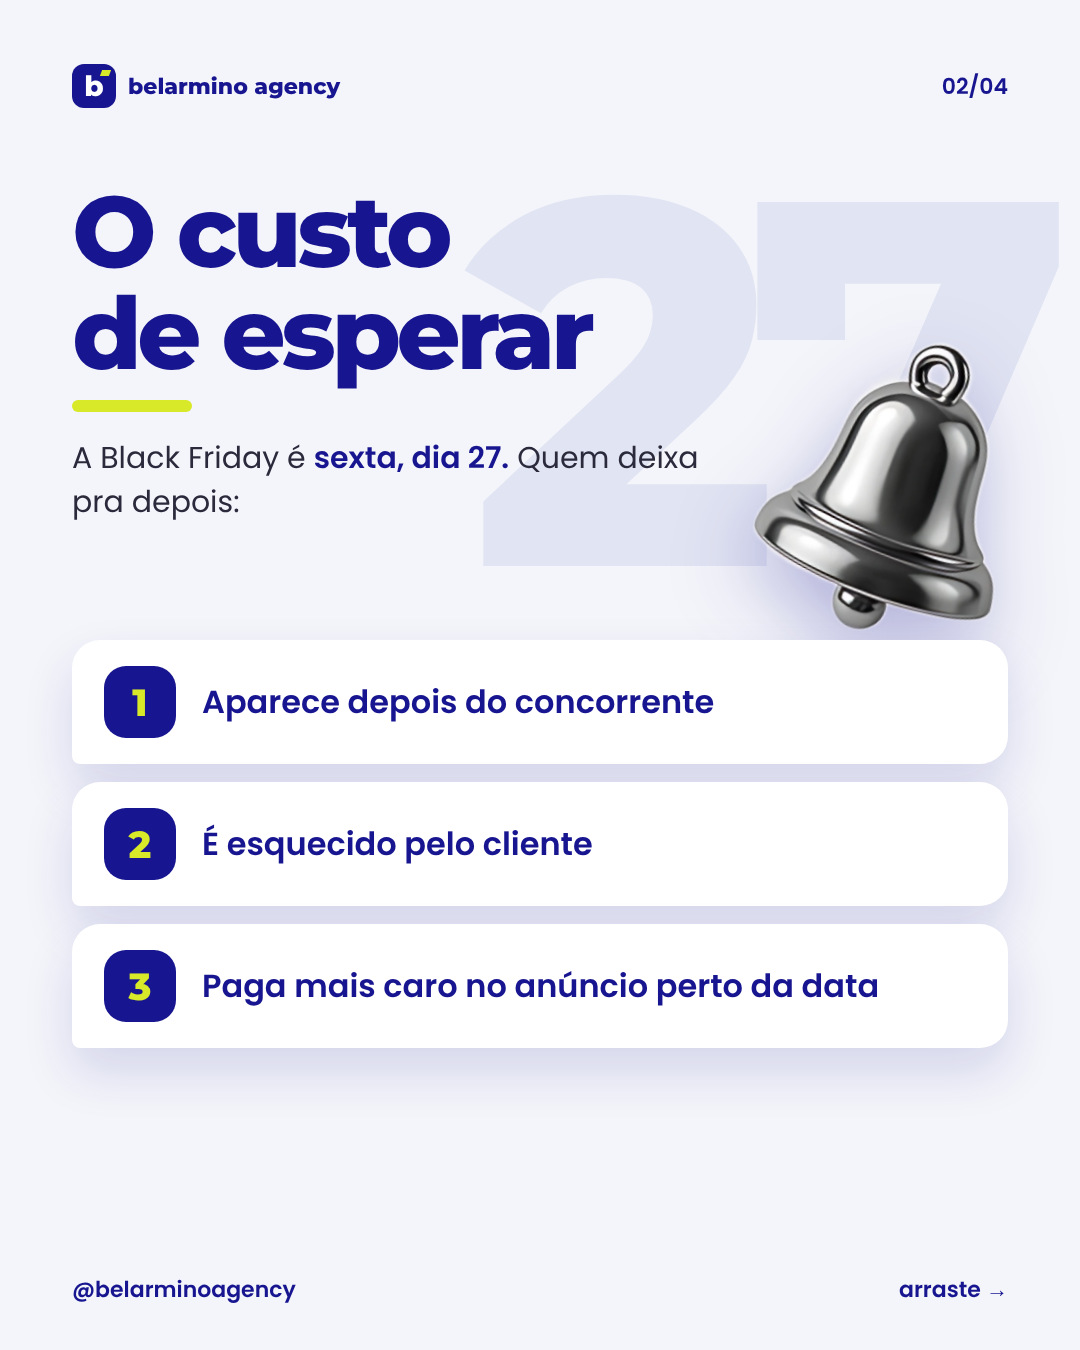 b belarmino agency
02/04
27
O custo
de esperar
A Black Friday é sexta, dia 27. Quem deixa
pra depois:
1 Aparece depois do concorrente
2 É esquecido pelo cliente
3 Paga mais caro no anúncio perto da data
@belarminoagency
arraste →